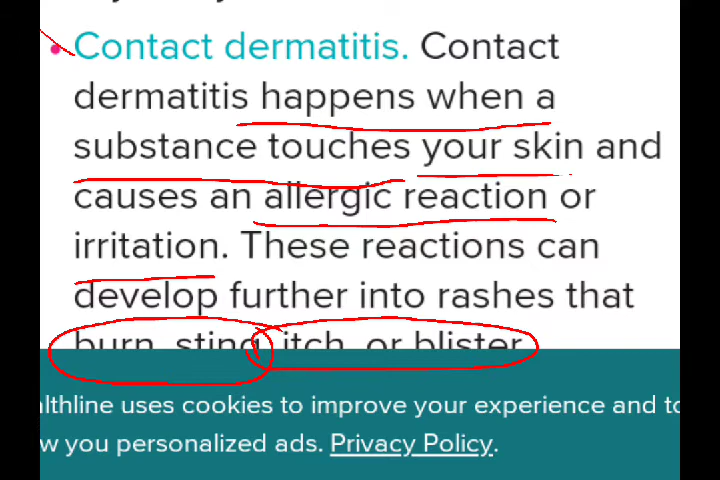 Contact dermatitis. Contact
dermatitis happens when a
substance touches your skin and
causes an allergic reaction or
irritation. These reactions can
develop further into rashes that
burn, sting, itch, or blister
althline uses cookies to improve your experience and to
w you personalized ads. Privacy Policy.